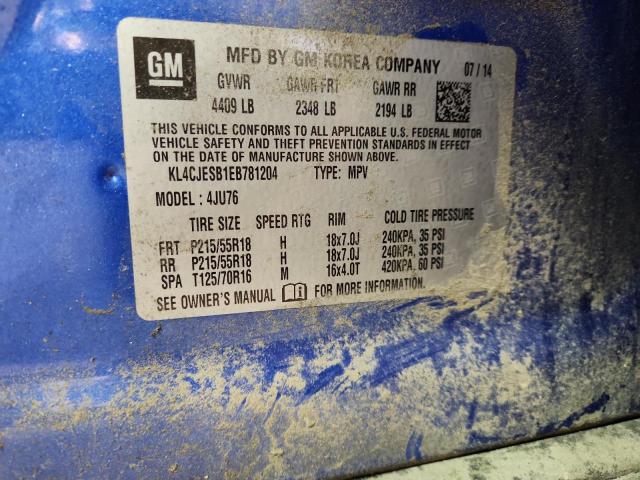 GM MFD BY GM KOREA COMPANY 07/14
GVWR GAWR FRT GAWR RR
4409 LB 2348 LB 2194 LB
THIS VEHICLE CONFORMS TO ALL APPLICABLE U.S. FEDERAL MOTOR
VEHICLE SAFETY AND THEFT PREVENTION STANDARDS IN EFFECT ON THE
DATE OF MANUFACTURE SHOWN ABOVE.
KL4CJESB1EB781204 TYPE: MPV
MODEL : 4JU76
TIRE SIZE SPEED RTG RIM COLD TIRE PRESSURE
FRT P215/55R18 H 18x7.0J 240KPA, 35 PSI
RR P215/55R18 H 18x7.0J 240KPA, 35 PSI
SPA T125/70R16 M 16x4.0T 420KPA, 60 PSI
SEE OWNER'S MANUAL FOR MORE INFORMATION.